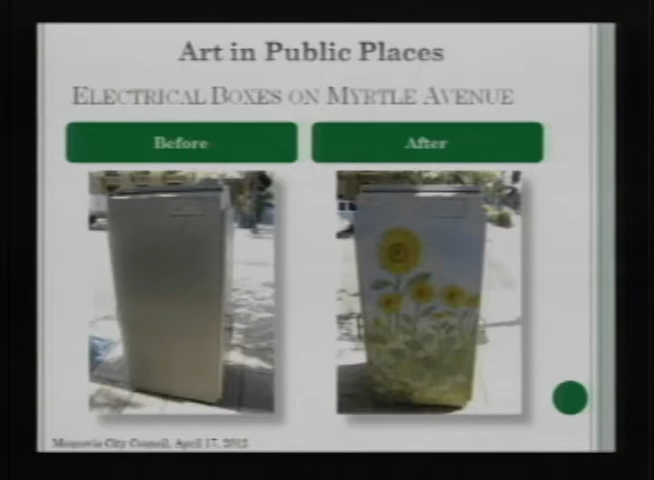 Art in Public Places
ELECTRICAL BOXES ON MYRTLE AVENUE
Before
After
Monrovia City Council, April 17, 2012